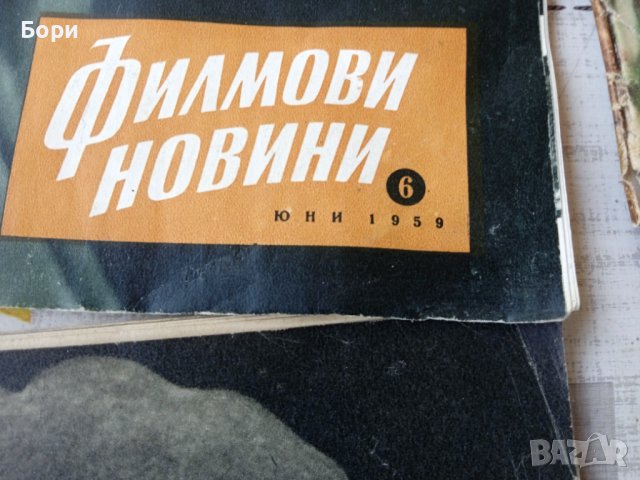 Бори
ФИЛМОВИ
НОВИНИ
6
ЮНИ 1959
BAZAR